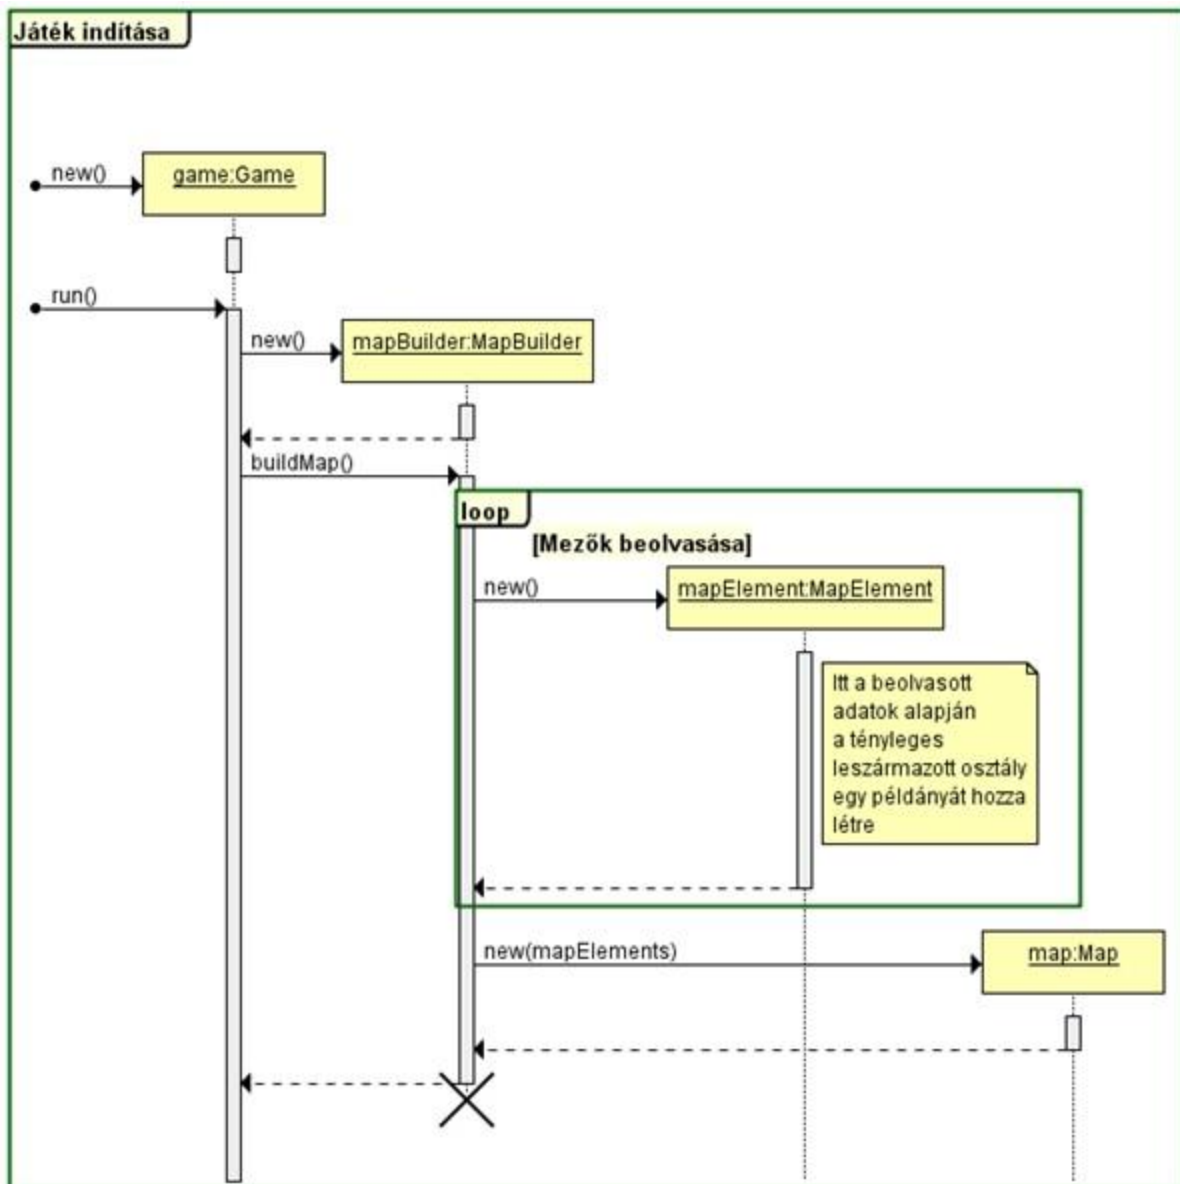 Játék indítása
new()
game:Game
run()
new()
mapBuilder:MapBuilder
buildMap()
loop
[Mezők beolvasása]
new()
mapElement:MapElement
Itt a beolvasott
adatok alapján
a tényleges
leszármazott osztály
egy példányát hozza
létre
new(mapElements)
map:Map